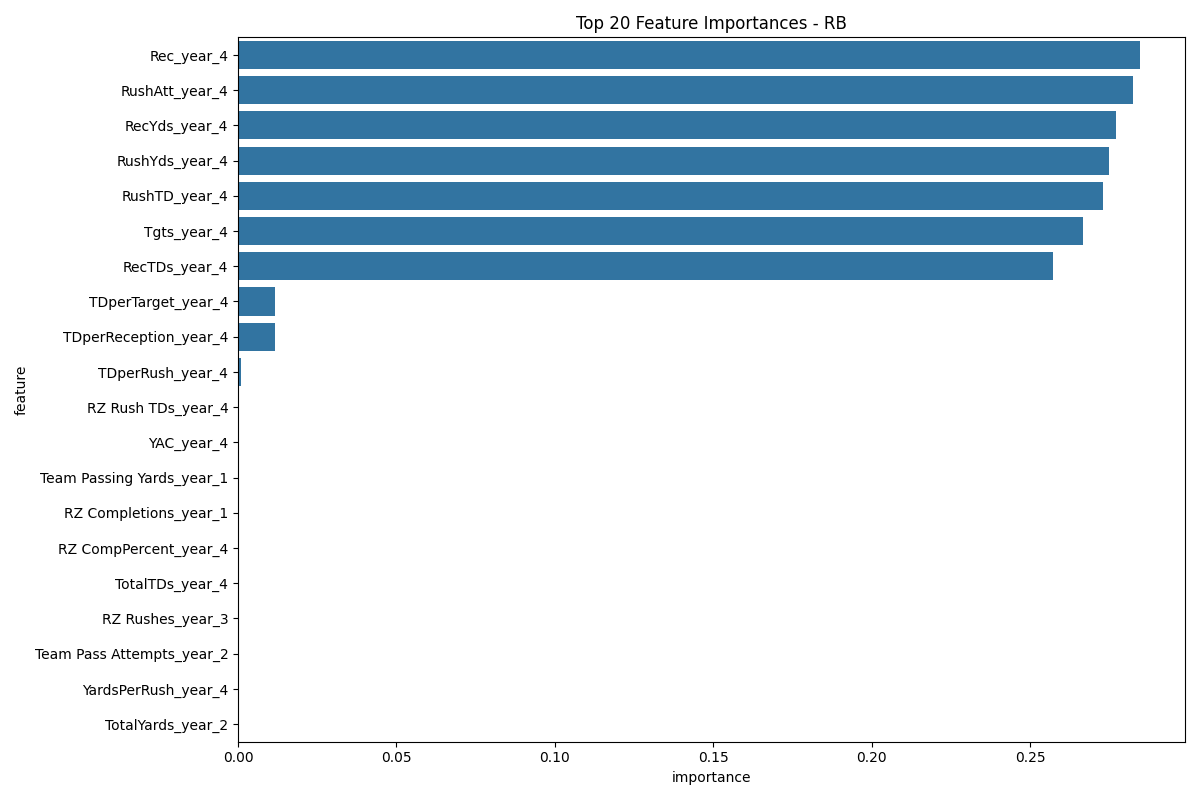 Top 20 Feature Importances - RB
Rec_year_4
RushAtt_year_4
RecYds_year_4
RushYds_year_4
RushTD_year_4
Tgts_year_4
RecTDs_year_4
TDperTarget_year_4
TDperReception_year_4
TDperRush_year_4
RZ Rush TDs_year_4
YAC_year_4
Team Passing Yards_year_1
RZ Completions_year_1
RZ CompPercent_year_4
TotalTDs_year_4
RZ Rushes_year_3
Team Pass Attempts_year_2
YardsPerRush_year_4
TotalYards_year_2
feature
0.00 0.05 0.10 0.15 0.20 0.25
importance